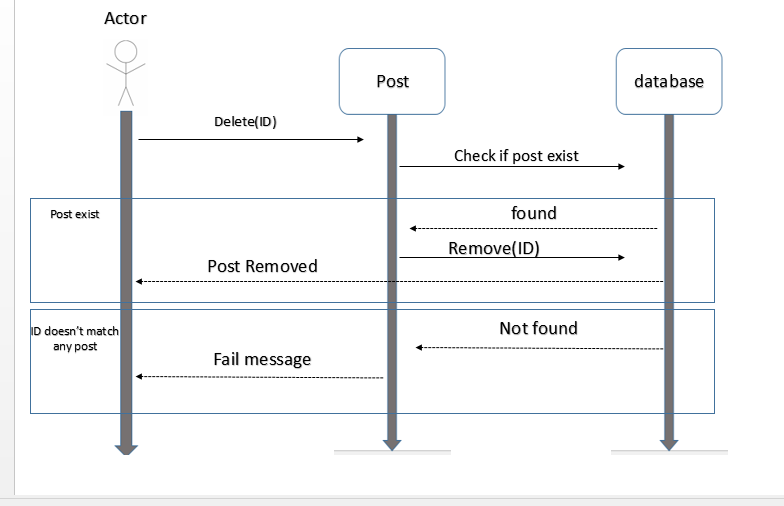 Actor
Post
database
Delete(ID)
Check if post exist
Post exist
found
Remove(ID)
Post Removed
ID doesn't match
any post
Not found
Fail message